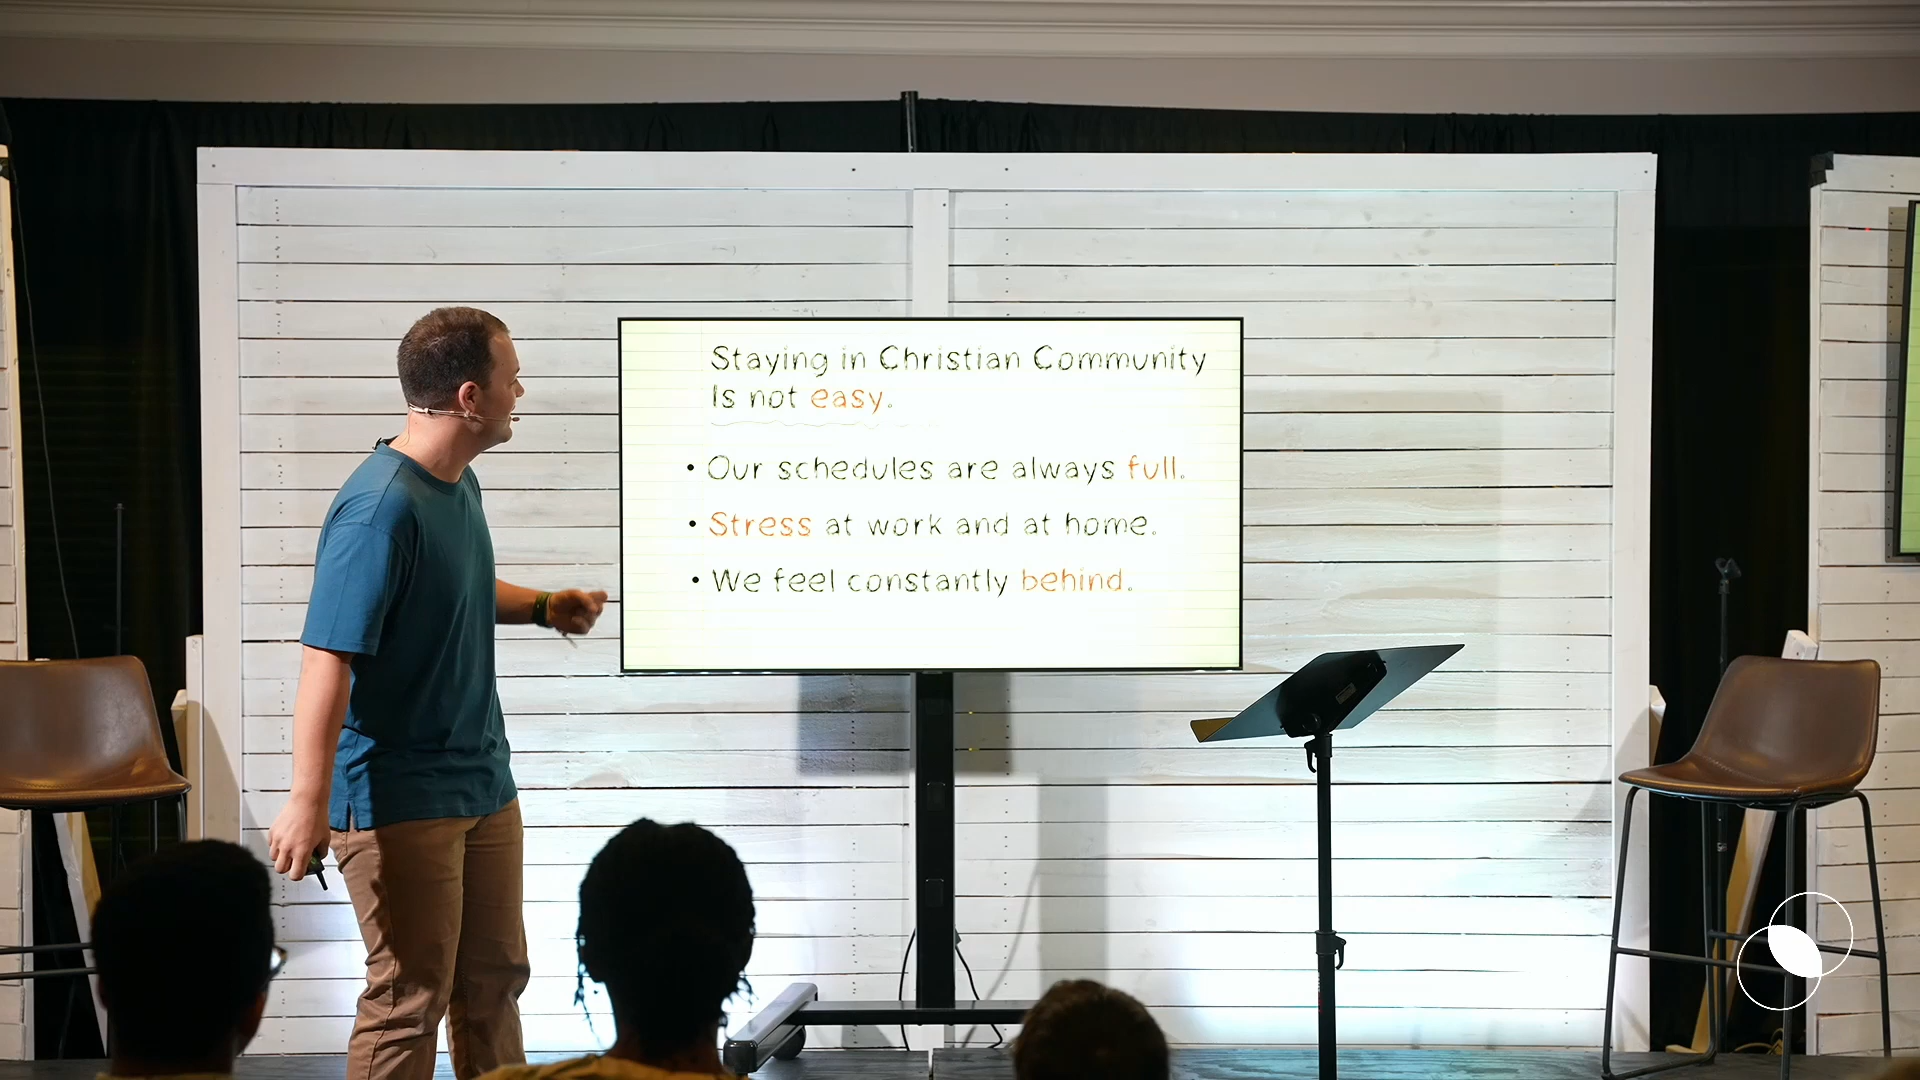 Staying in Christian Community
Is not easy.
• Our schedules are always full.
• Stress at work and at home.
• We feel constantly behind.